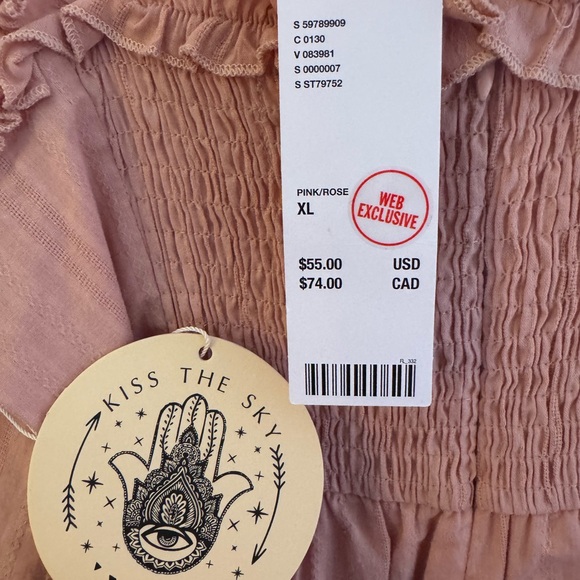 S 59789909
C 0130
V 083981
S 0000007
S ST79752
PINK/ROSE
XL
WEB
EXCLUSIVE
$55.00 USD
$74.00 CAD
FL_332
KISS THE SKY